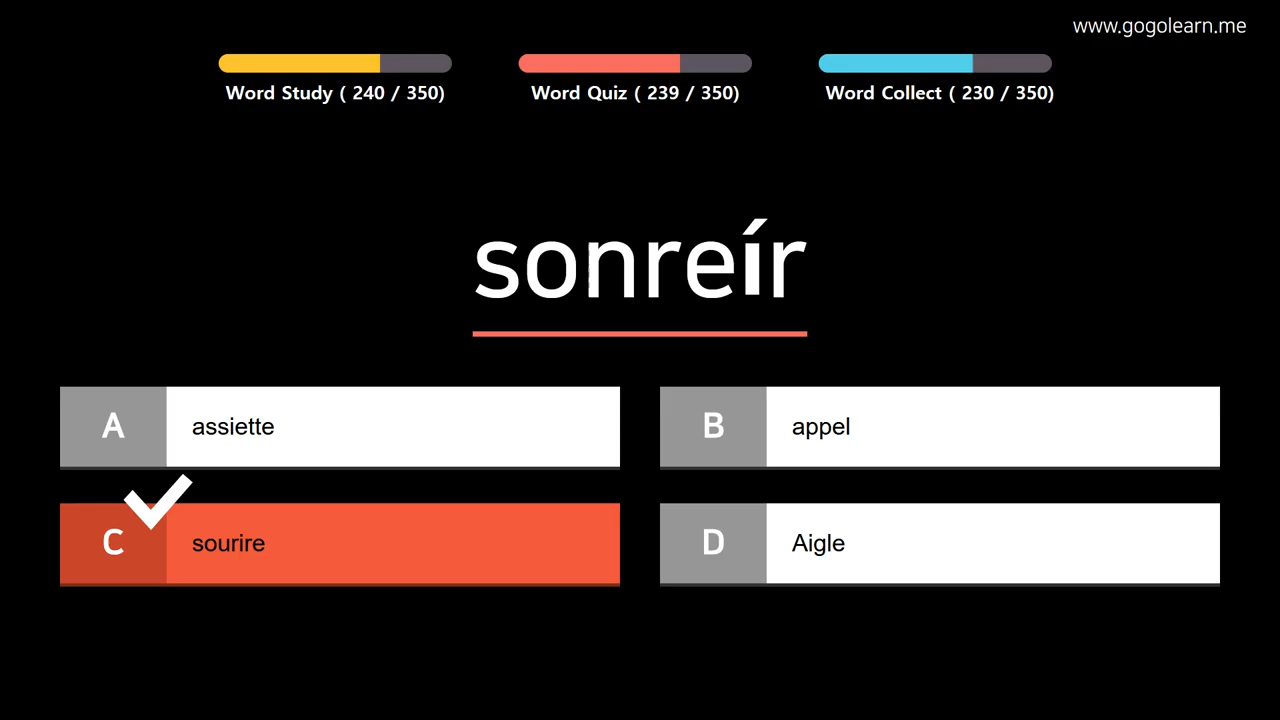 www.gogolearn.me
Word Study ( 240 / 350)
Word Quiz ( 239 / 350)
Word Collect ( 230 / 350)
sonreír
A assiette
B appel
C sourire
D Aigle